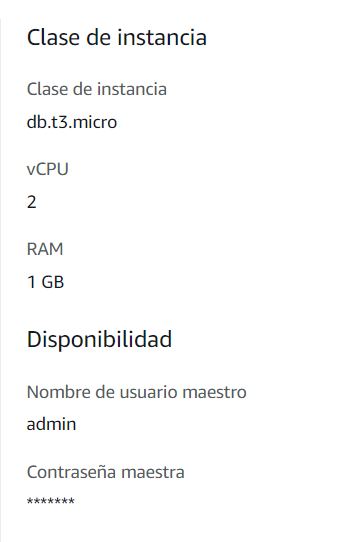 Clase de instancia
Clase de instancia
db.t3.micro
vCPU
2
RAM
1 GB
Disponibilidad
Nombre de usuario maestro
admin
Contraseña maestra
*******